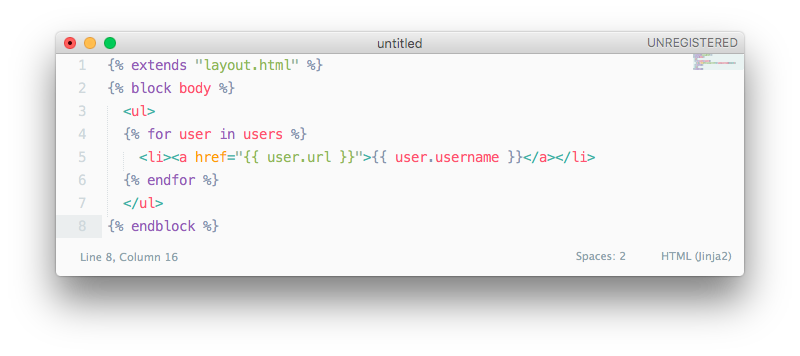 untitled
UNREGISTERED
1 {% extends "layout.html" %}
2 {% block body %}
3   <ul>
4   {% for user in users %}
5     <li><a href="{{ user.url }}">{{ user.username }}</a></li>
6   {% endfor %}
7   </ul>
8 {% endblock %}
Line 8, Column 16 Spaces: 2 HTML (Jinja2)